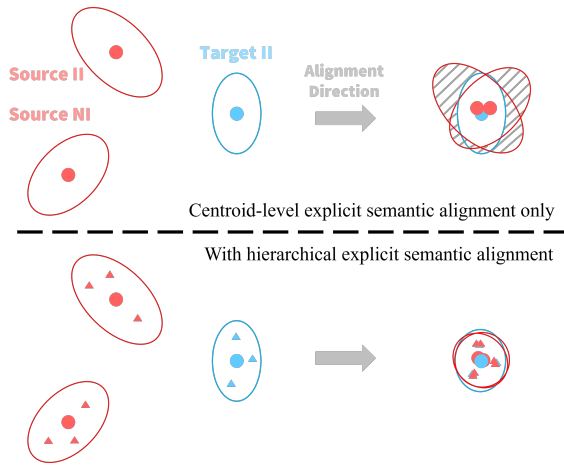 Source II
Target II
Alignment
Direction
Source NI
Centroid-level explicit semantic alignment only
With hierarchical explicit semantic alignment